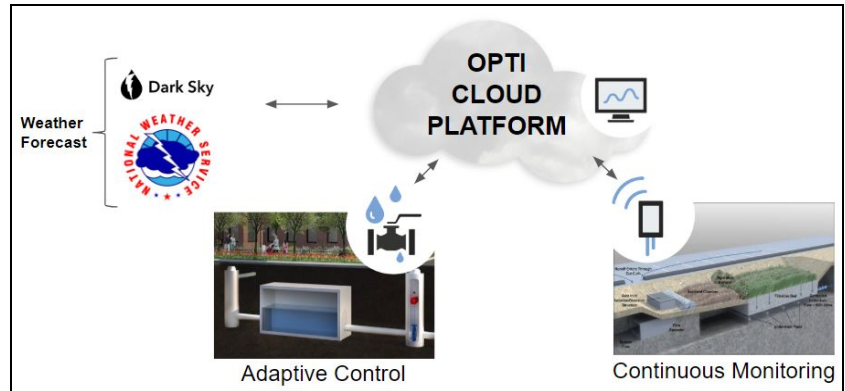 OPTI
CLOUD
PLATFORM
Dark Sky
Weather
Forecast
NATIONAL WEATHER SERVICE
Adaptive Control
Continuous Monitoring